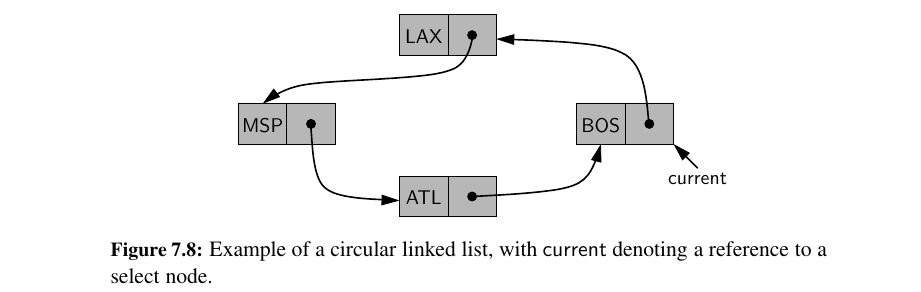 LAX
MSP
BOS
current
ATL
Figure 7.8: Example of a circular linked list, with current denoting a reference to a
select node.